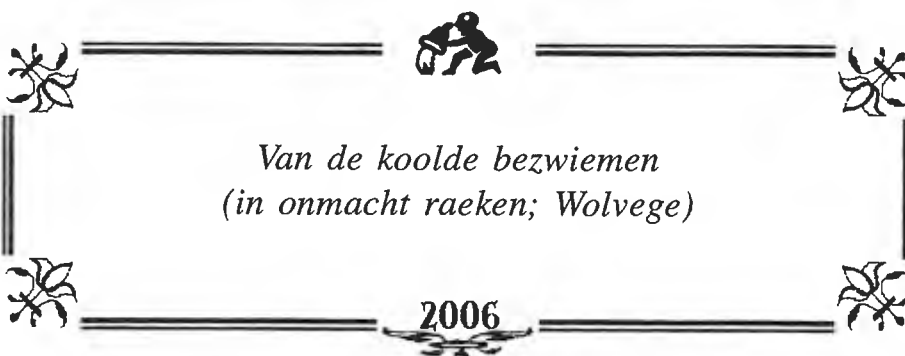 Van de koolde bezwiemen
(in onmacht raeken; Wolvege)
2006